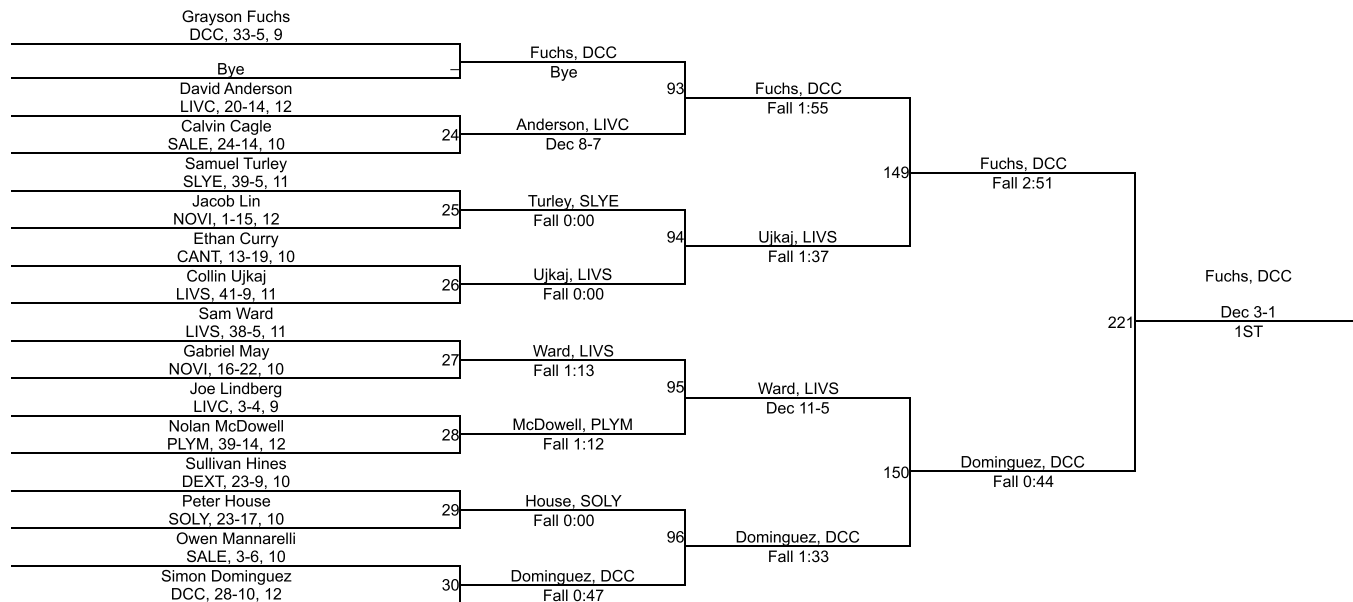 Grayson Fuchs
DCC, 33-5, 9
Bye
–
David Anderson
LIVC, 20-14, 12
Calvin Cagle
SALE, 24-14, 10
24
Samuel Turley
SLYE, 39-5, 11
Jacob Lin
NOVI, 1-15, 12
25
Ethan Curry
CANT, 13-19, 10
Collin Ujkaj
LIVS, 41-9, 11
26
Sam Ward
LIVS, 38-5, 11
Gabriel May
NOVI, 16-22, 10
27
Joe Lindberg
LIVC, 3-4, 9
Nolan McDowell
PLYM, 39-14, 12
28
Sullivan Hines
DEXT, 23-9, 10
Peter House
SOLY, 23-17, 10
29
Owen Mannarelli
SALE, 3-6, 10
Simon Dominguez
DCC, 28-10, 12
30
Fuchs, DCC
Bye
93
Anderson, LIVC
Dec 8-7
Turley, SLYE
Fall 0:00
94
Ujkaj, LIVS
Fall 0:00
Ward, LIVS
Fall 1:13
95
McDowell, PLYM
Fall 1:12
House, SOLY
Fall 0:00
96
Dominguez, DCC
Fall 0:47
Fuchs, DCC
Fall 1:55
149
Ujkaj, LIVS
Fall 1:37
Ward, LIVS
Dec 11-5
150
Dominguez, DCC
Fall 1:33
Fuchs, DCC
Fall 2:51
221
Dominguez, DCC
Fall 0:44
Fuchs, DCC
Dec 3-1
1ST